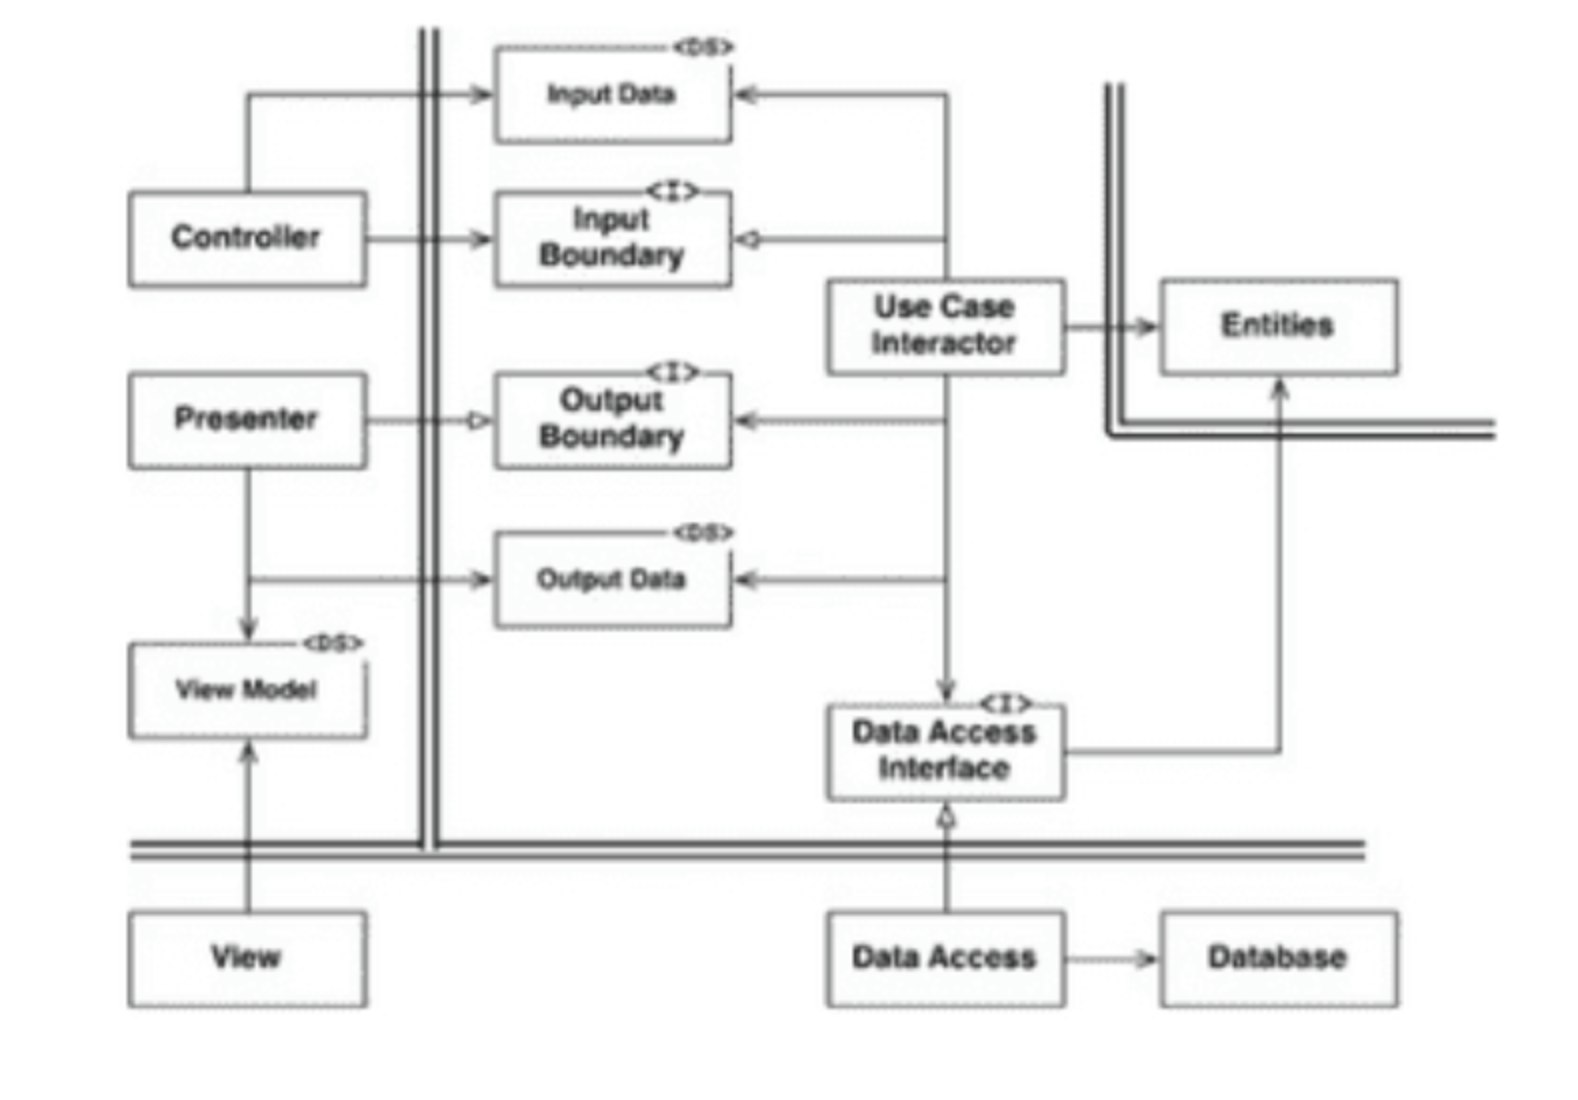 <DS>
Input Data
<I>
Controller
Input
Boundary
Use Case
Interactor
Entities
<I>
Presenter
Output
Boundary
<DS>
Output Data
<DS>
View Model
<I>
Data Access
Interface
View
Data Access
Database